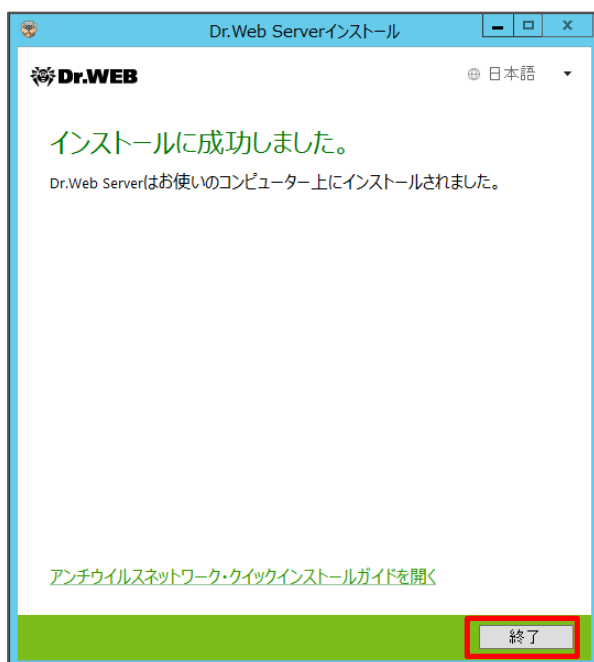 Dr.Web Serverインストール
Dr.WEB
日本語
インストールに成功しました。
Dr.Web Serverはお使いのコンピューター上にインストールされました。
アンチウイルスネットワーク・クイックインストールガイドを開く
終了